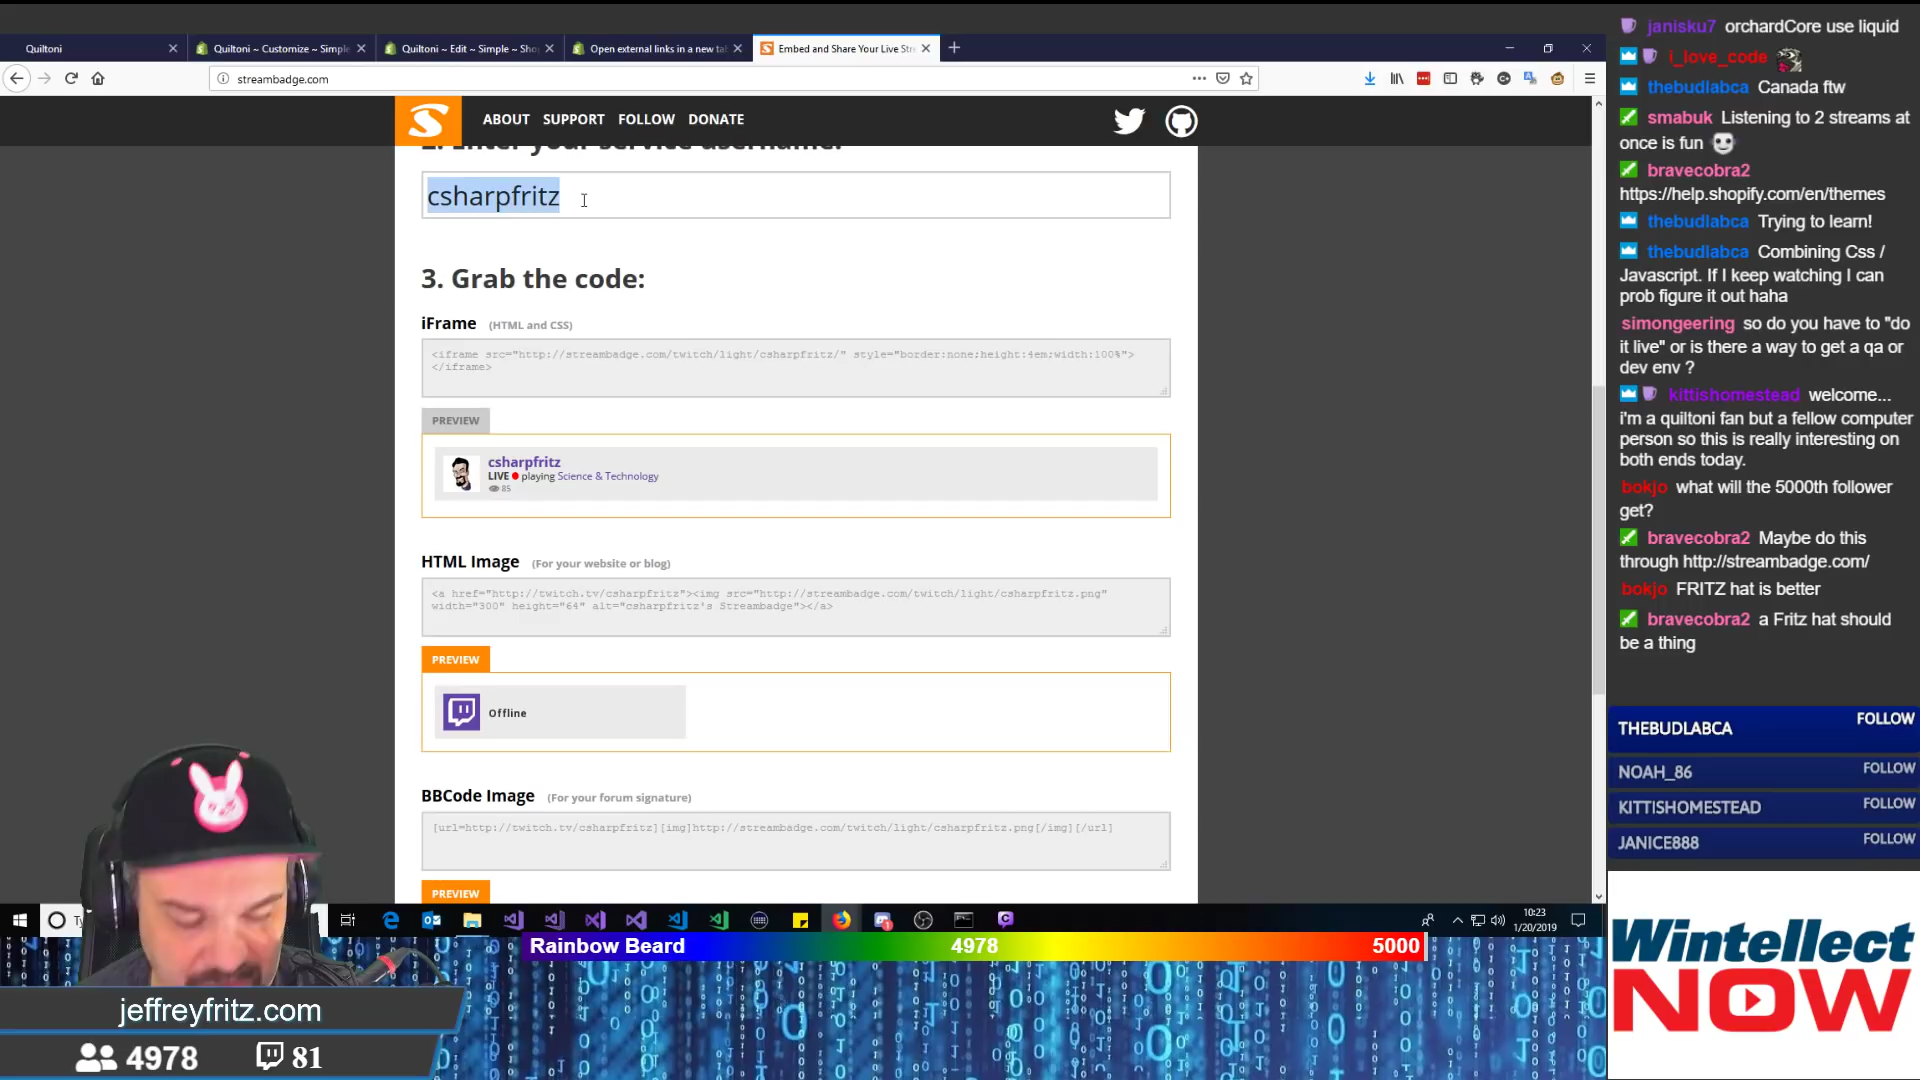 Quiltoni
Quiltoni ~ Customize ~ Simple
Quiltoni ~ Edit ~ Simple ~ Sho
Open external links in a new ta
Embed and Share Your Live Str
streambadge.com
ABOUT SUPPORT FOLLOW DONATE
2. Enter your service username:
csharpfritz
3. Grab the code:
iFrame (HTML and CSS)
<iframe src="http://streambadge.com/twitch/light/csharpfritz/" style="border:none;height:4em;width:100%">
</iframe>
PREVIEW
csharpfritz
LIVE playing Science & Technology
85
HTML Image (For your website or blog)
<a href="http://twitch.tv/csharpfritz"><img src="http://streambadge.com/twitch/light/csharpfritz.png"
width="300" height="64" alt="csharpfritz's Streambadge"></a>
PREVIEW
Offline
BBCode Image (For your forum signature)
[url=http://twitch.tv/csharpfritz][img]http://streambadge.com/twitch/light/csharpfritz.png[/img][/url]
PREVIEW
10:23
1/20/2019
Rainbow Beard 4978 5000
jeffreyfritz.com
4978 81
janisku7 orchardCore use liquid
i_love_code
thebudlabca Canada ftw
smabuk Listening to 2 streams at
once is fun
bravecobra2
https://help.shopify.com/en/themes
thebudlabca Trying to learn!
thebudlabca Combining Css /
Javascript. If I keep watching I can
prob figure it out haha
simongeering so do you have to "do
it live" or is there a way to get a qa or
dev env ?
kittishomestead welcome...
i'm a quiltoni fan but a fellow computer
person so this is really interesting on
both ends today.
bokjo what will the 5000th follower
get?
bravecobra2 Maybe do this
through http://streambadge.com/
bokjo FRITZ hat is better
bravecobra2 a Fritz hat should
be a thing
THEBUDLABCA FOLLOW
NOAH_86 FOLLOW
KITTISHOMESTEAD FOLLOW
JANICE888 FOLLOW
Wintellect
NOW